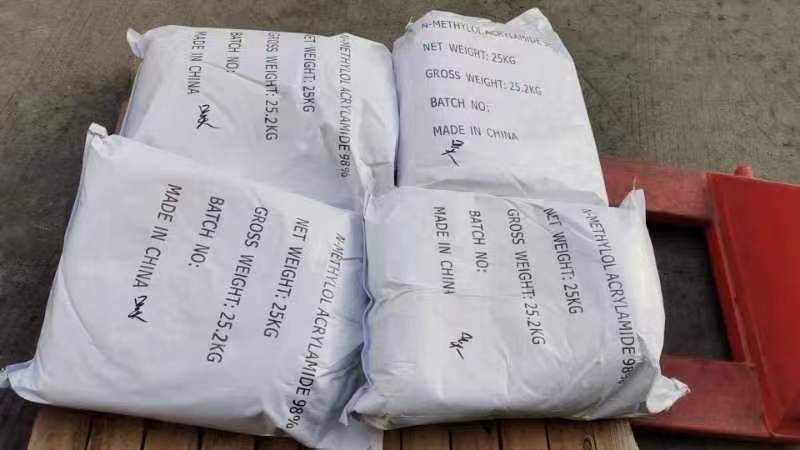 N-METHYLOL ACRYLAMIDE 98%
NET WEIGHT: 25KG
GROSS WEIGHT: 25.2KG
BATCH NO:
MADE IN CHINA
N-METHYLOL ACRYLAMIDE
NET WEIGHT: 25KG
GROSS WEIGHT: 25.2KG
BATCH NO:
MADE IN CHINA
N-METHYLOL ACRYLAMIDE 98%
NET WEIGHT: 25KG
GROSS WEIGHT: 25.2KG
BATCH NO:
MADE IN CHINA
N-METHYLOL ACRYLAMIDE 98%
NET WEIGHT: 25KG
GROSS WEIGHT: 25.2KG
BATCH NO:
MADE IN CHINA